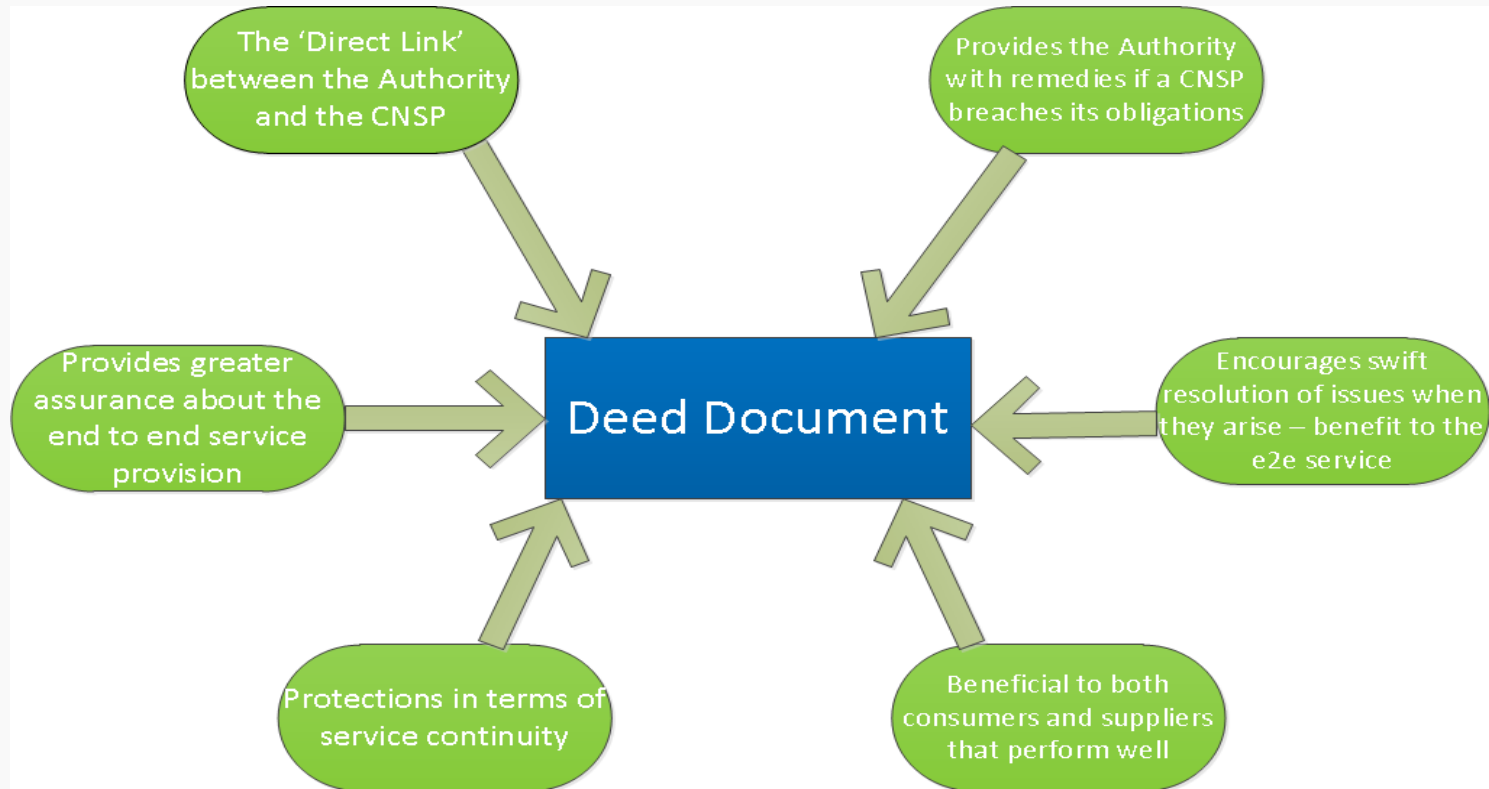 The ‘Direct Link’
between the Authority
and the CNSP
Provides the Authority
with remedies if a CNSP
breaches its obligations
Provides greater
assurance about the
end to end service
provision
Deed Document
Encourages swift
resolution of issues when
they arise – benefit to the
e2e service
Protections in terms of
service continuity
Beneficial to both
consumers and suppliers
that perform well